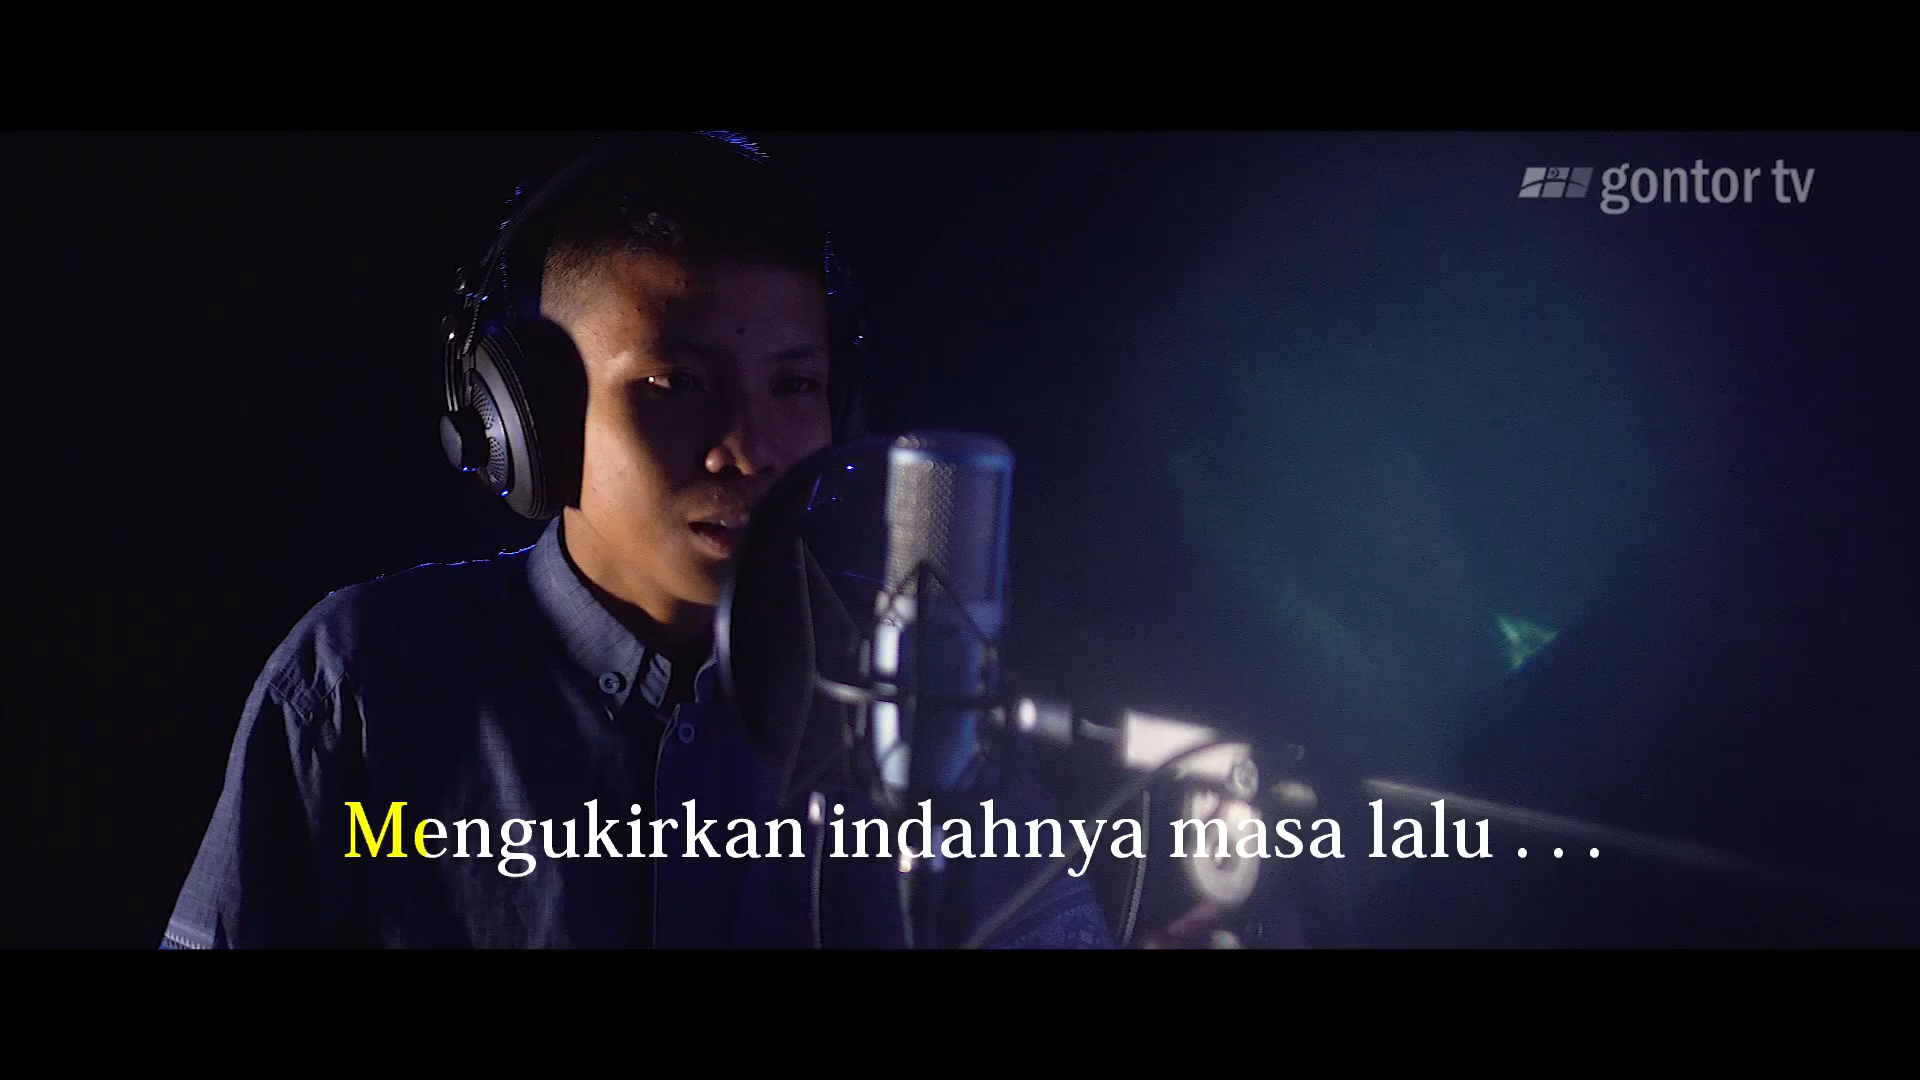 gontor tv
Mengukirkan indahnya masa lalu . . .